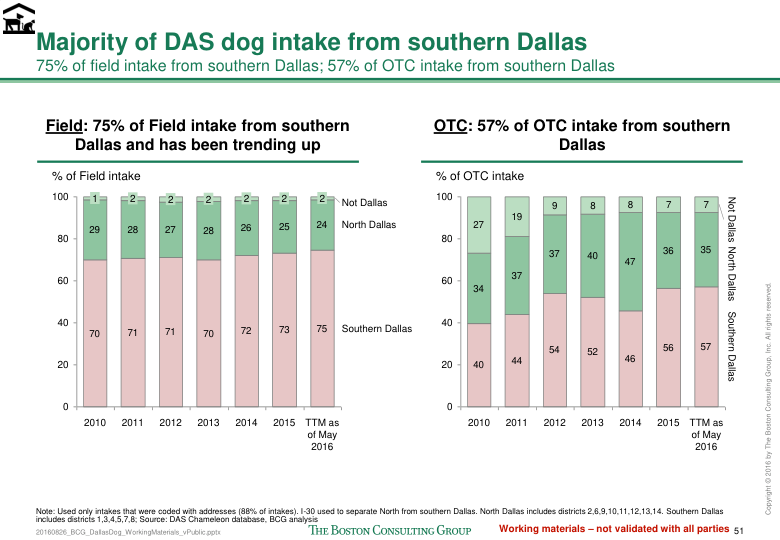 Majority of DAS dog intake from southern Dallas
75% of field intake from southern Dallas; 57% of OTC intake from southern Dallas
Field: 75% of Field intake from southern
Dallas and has been trending up
% of Field intake
100
80
60
40
20
0
1 2 2 2 2 2 2
29 28 27 28 26 25 24
70 71 71 70 72 73 75
Not Dallas
North Dallas
Southern Dallas
2010 2011 2012 2013 2014 2015 TTM as
of May
2016
OTC: 57% of OTC intake from southern
Dallas
% of OTC intake
100
80
60
40
20
0
27 19 9 8 8 7 7
34 37 37 40 47 36 35
40 44 54 52 46 56 57
Not Dallas
North Dallas
Southern Dallas
2010 2011 2012 2013 2014 2015 TTM as
of May
2016
Copyright © 2016 by The Boston Consulting Group, Inc. All rights reserved.
Note: Used only intakes that were coded with addresses (88% of intakes). I-30 used to separate North from southern Dallas. North Dallas includes districts 2,6,9,10,11,12,13,14. Southern Dallas
includes districts 1,3,4,5,7,8; Source: DAS Chameleon database, BCG analysis
20160826_BCG_DallasDog_WorkingMaterials_vPublic.pptx
THE BOSTON CONSULTING GROUP
Working materials – not validated with all parties 51